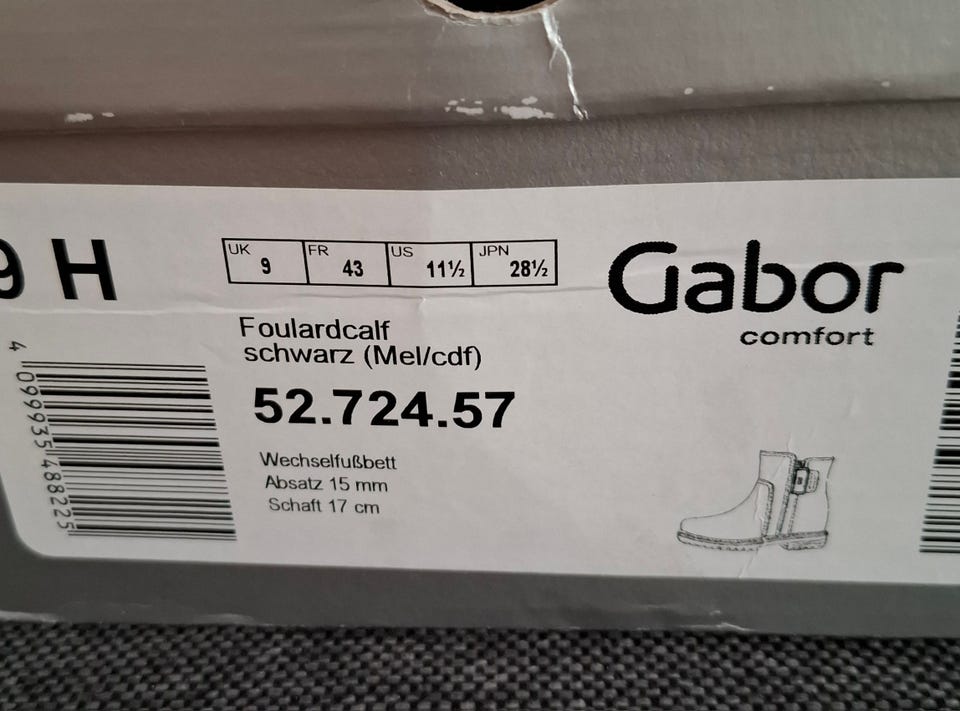 9 H
UK 9 FR 43 US 11½ JPN 28½
Gabor
comfort
Foulardcalf
schwarz (Mel/cdf)
52.724.57
Wechselfußbett
Absatz 15 mm
Schaft 17 cm
4 099935 488225